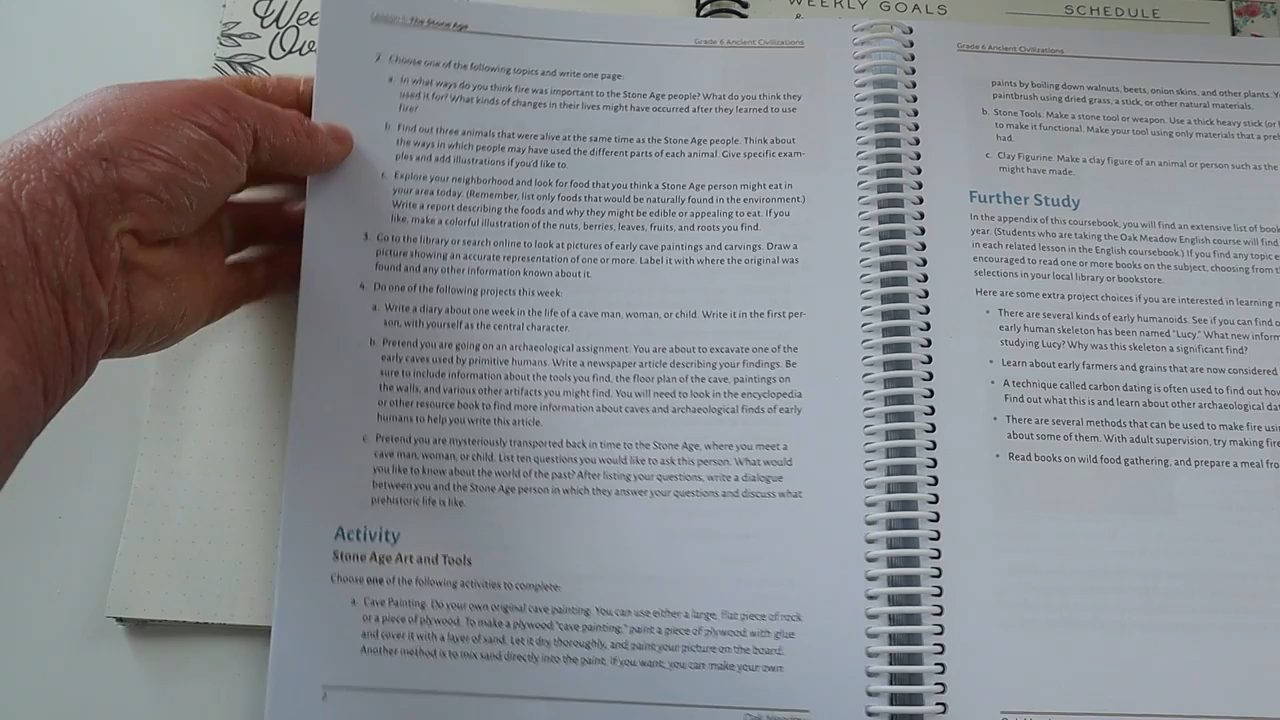 Wee
Ov
WEEKLY GOALS
&
SCHEDULE
The Stone Age
Grade 6 Ancient Civilizations
2. Choose one of the following topics and write one page:
a. In what ways do you think fire was important to the Stone Age people? What do you think they
used it for? What kinds of changes in their lives might have occurred after they learned to use
fire?
b. Find out three animals that were alive at the same time as the Stone Age people. Think about
the ways in which people may have used the different parts of each animal. Give specific exam-
ples and add illustrations if you'd like to.
c. Explore your neighborhood and look for food that you think a Stone Age person might eat in
your area today. (Remember, list only foods that would be naturally found in the environment.)
Write a report describing the foods and why they might be edible or appealing to eat. If you
like, make a colorful illustration of the nuts, berries, leaves, fruits, and roots you find.
3. Go to the library or search online to look at pictures of early cave paintings and carvings. Draw a
picture showing an accurate representation of one or more. Label it with where the original was
found and any other information known about it.
4. Do one of the following projects this week:
a. Write a diary about one week in the life of a cave man, woman, or child. Write it in the first per-
son, with yourself as the central character.
b. Pretend you are going on an archaeological assignment. You are about to excavate one of the
early caves used by primitive humans. Write a newspaper article describing your findings. Be
sure to include information about the tools you find, the floor plan of the cave, paintings on
the walls, and various other artifacts you might find. You will need to look in the encyclopedia
or other resource book to find more information about caves and archaeological finds of early
humans to help you write this article.
c. Pretend you are mysteriously transported back in time to the Stone Age, where you meet a
cave man, woman, or child. List ten questions you would like to ask this person. What would
you like to know about the world of the past? After listing your questions, write a dialogue
between you and the Stone Age person in which they answer your questions and discuss what
prehistoric life is like.
Activity
Stone Age Art and Tools
Choose one of the following activities to complete:
a. Cave Painting. Do your own original cave painting. You can use either a large, flat piece of rock
or a piece of plywood. To make a plywood "cave painting," paint a piece of plywood with glue
and cover it with a layer of sand. Let it dry thoroughly, and paint your picture on the board.
Another method is to mix sand directly into the paint. If you want, you can make your own
2
Grade 6 Ancient Civilizations
paints by boiling down walnuts, beets, onion skins, and other plants. Y
paintbrush using dried grass, a stick, or other natural materials.
b. Stone Tools. Make a stone tool or weapon. Use a thick heavy stick (or
to make it functional. Make your tool using only materials that a pre
had.
c. Clay Figurine. Make a clay figure of an animal or person such as the
might have made.
Further Study
In the appendix of this coursebook, you will find an extensive list of book
year. (Students who are taking the Oak Meadow English course will find
in each related lesson in the English coursebook.) If you find any topic e
encouraged to read one or more books on the subject, choosing from t
selections in your local library or bookstore.
Here are some extra project choices if you are interested in learning
• There are several kinds of early humanoids. See if you can find o
early human skeleton has been named "Lucy." What new inform
studying Lucy? Why was this skeleton a significant find?
• Learn about early farmers and grains that are now considered
• A technique called carbon dating is often used to find out how
Find out what this is and learn about other archaeological da
• There are several methods that can be used to make fire usi
about some of them. With adult supervision, try making fire
• Read books on wild food gathering, and prepare a meal fro